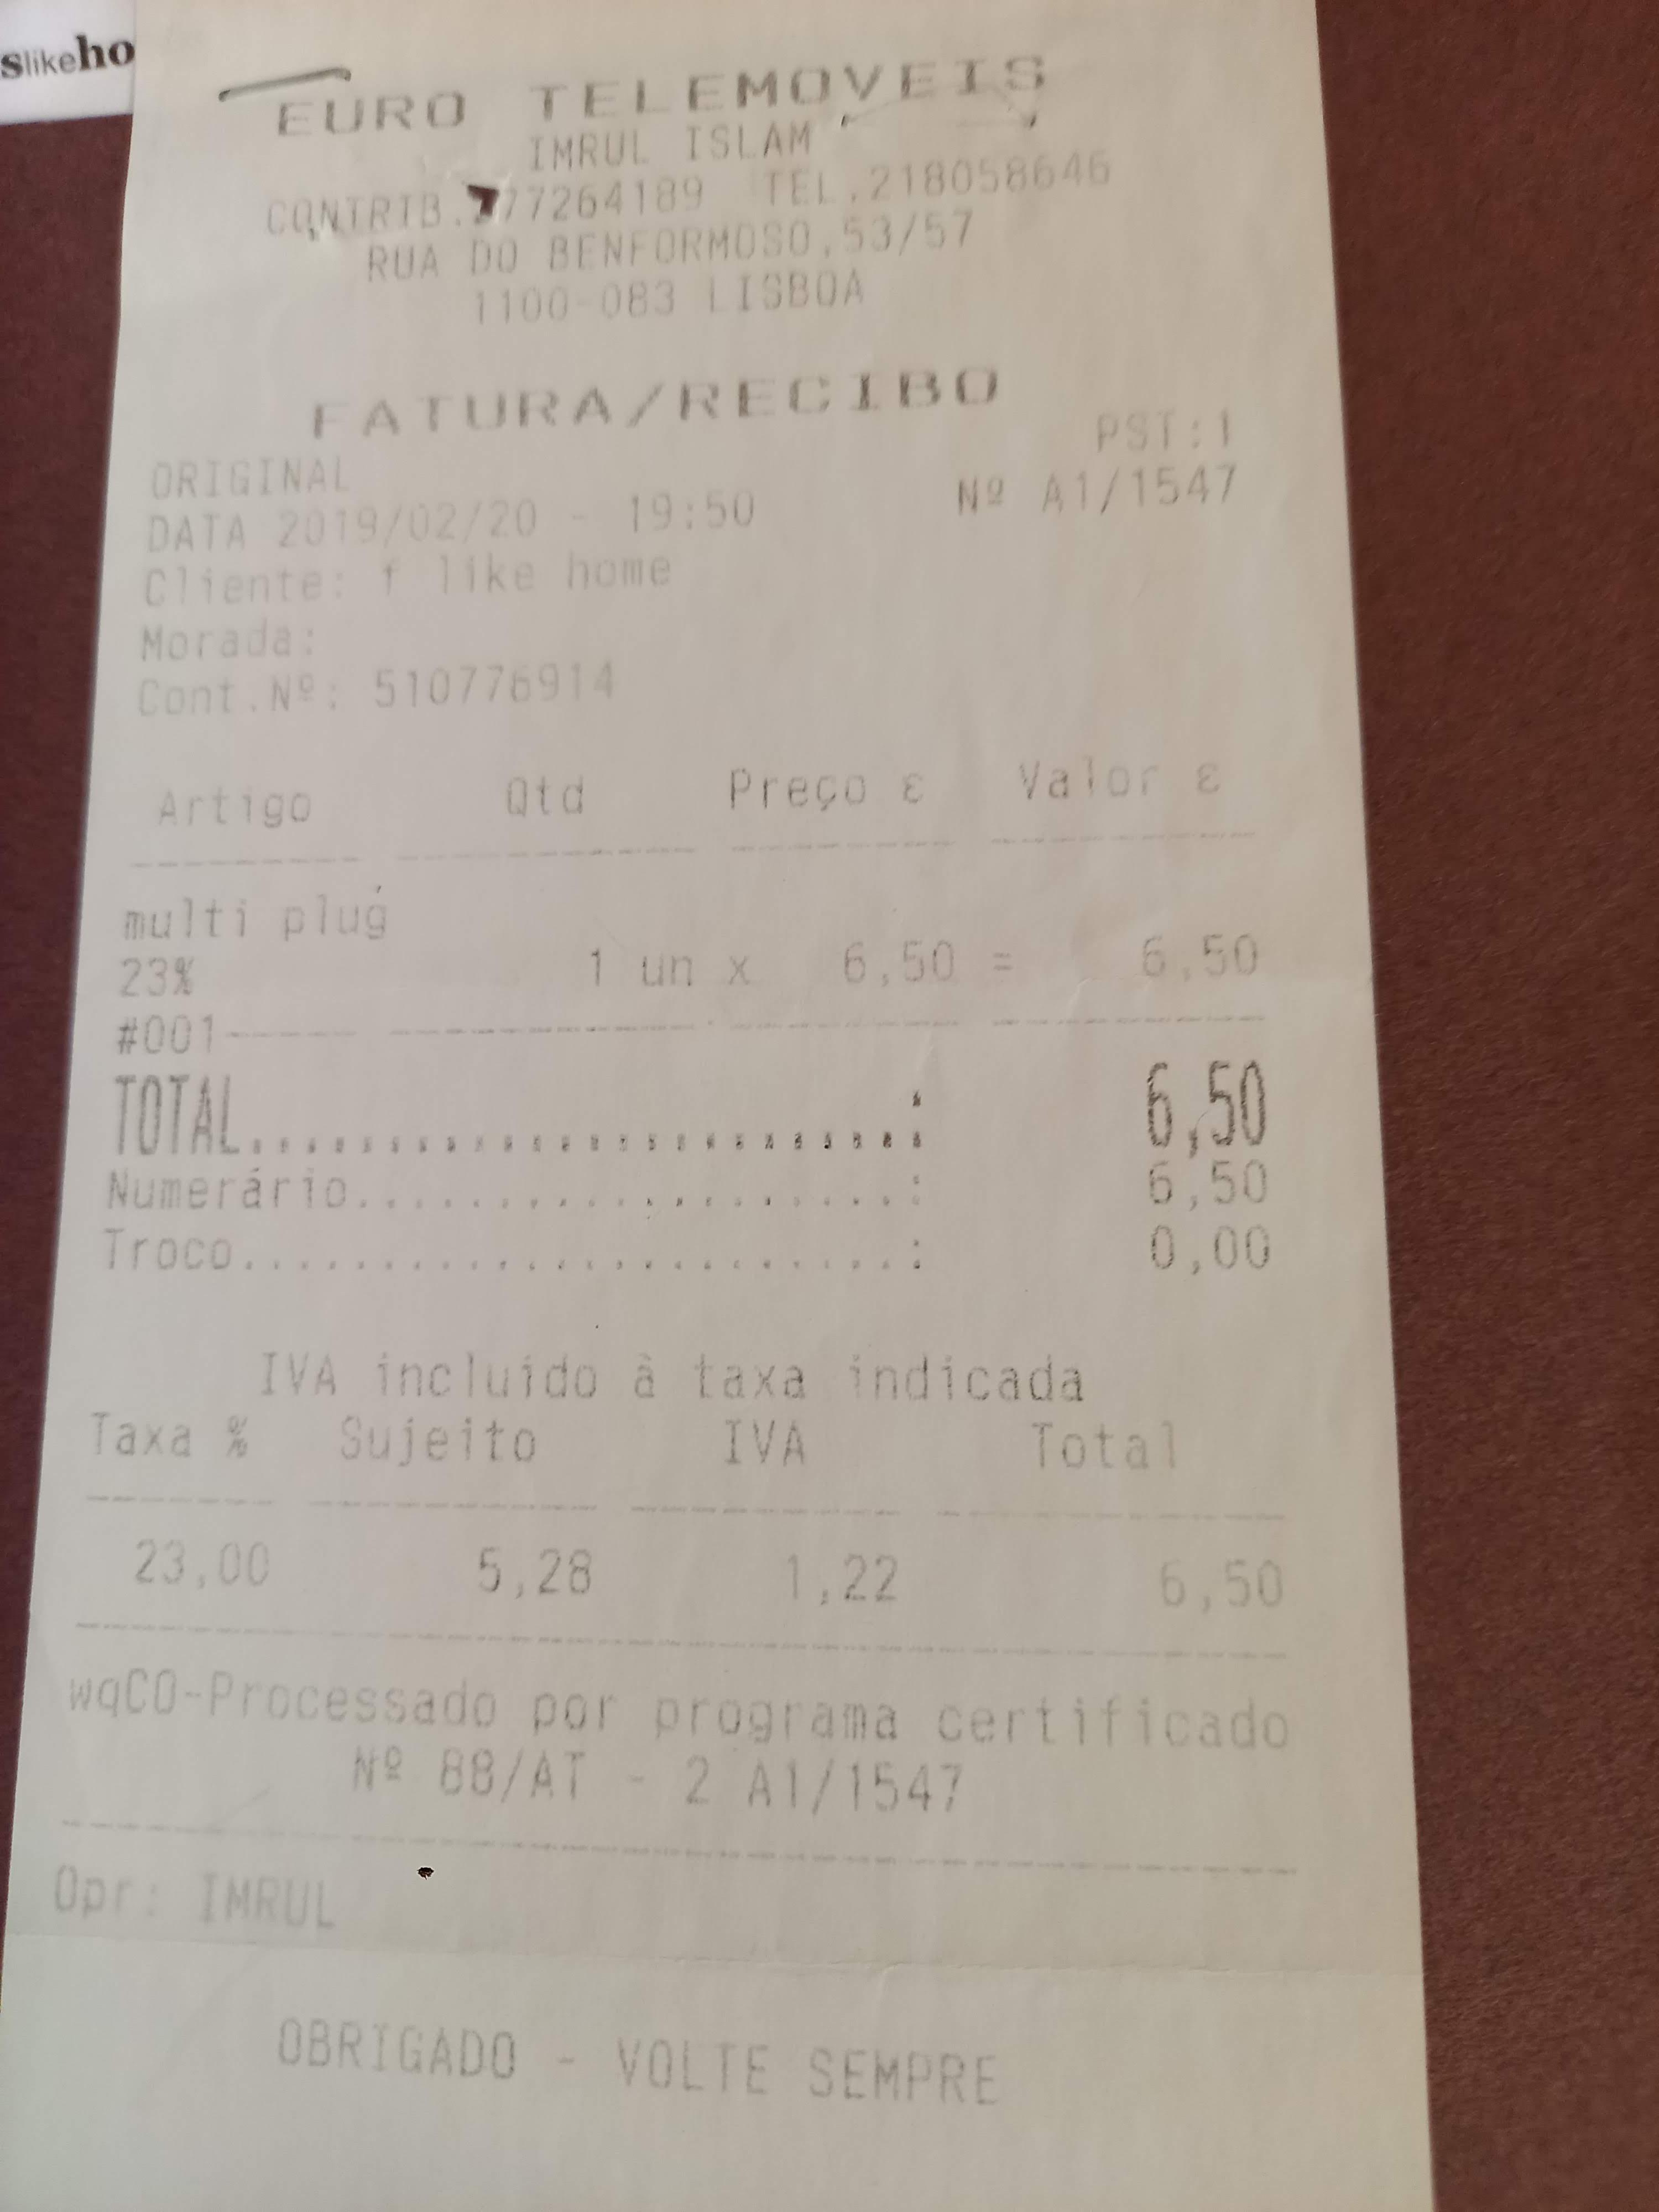 slikeho
EURO TELEMOVEIS
IMRUL ISLAM
CONTRIB. 77264189 TEL.218058646
RUA DO BENFORMOSO,53/57
1100-083 LISBOA
FATURA/RECIBO
PST:1
ORIGINAL
DATA 2019/02/20 - 19:50 Nº A1/1547
Cliente: f like home
Morada:
Cont.Nº: 510776914
Artigo Qtd Preço € Valor €
multi plug
23% 1 un x 6,50 = 6,50
#001
TOTAL........................: 6,50
Numerário....................: 6,50
Troco........................: 0,00
IVA incluido à taxa indicada
Taxa % Sujeito IVA Total
23,00 5,28 1,22 6,50
wqCO-Processado por programa certificado
Nº 88/AT - 2 A1/1547
Opr: IMRUL
OBRIGADO - VOLTE SEMPRE